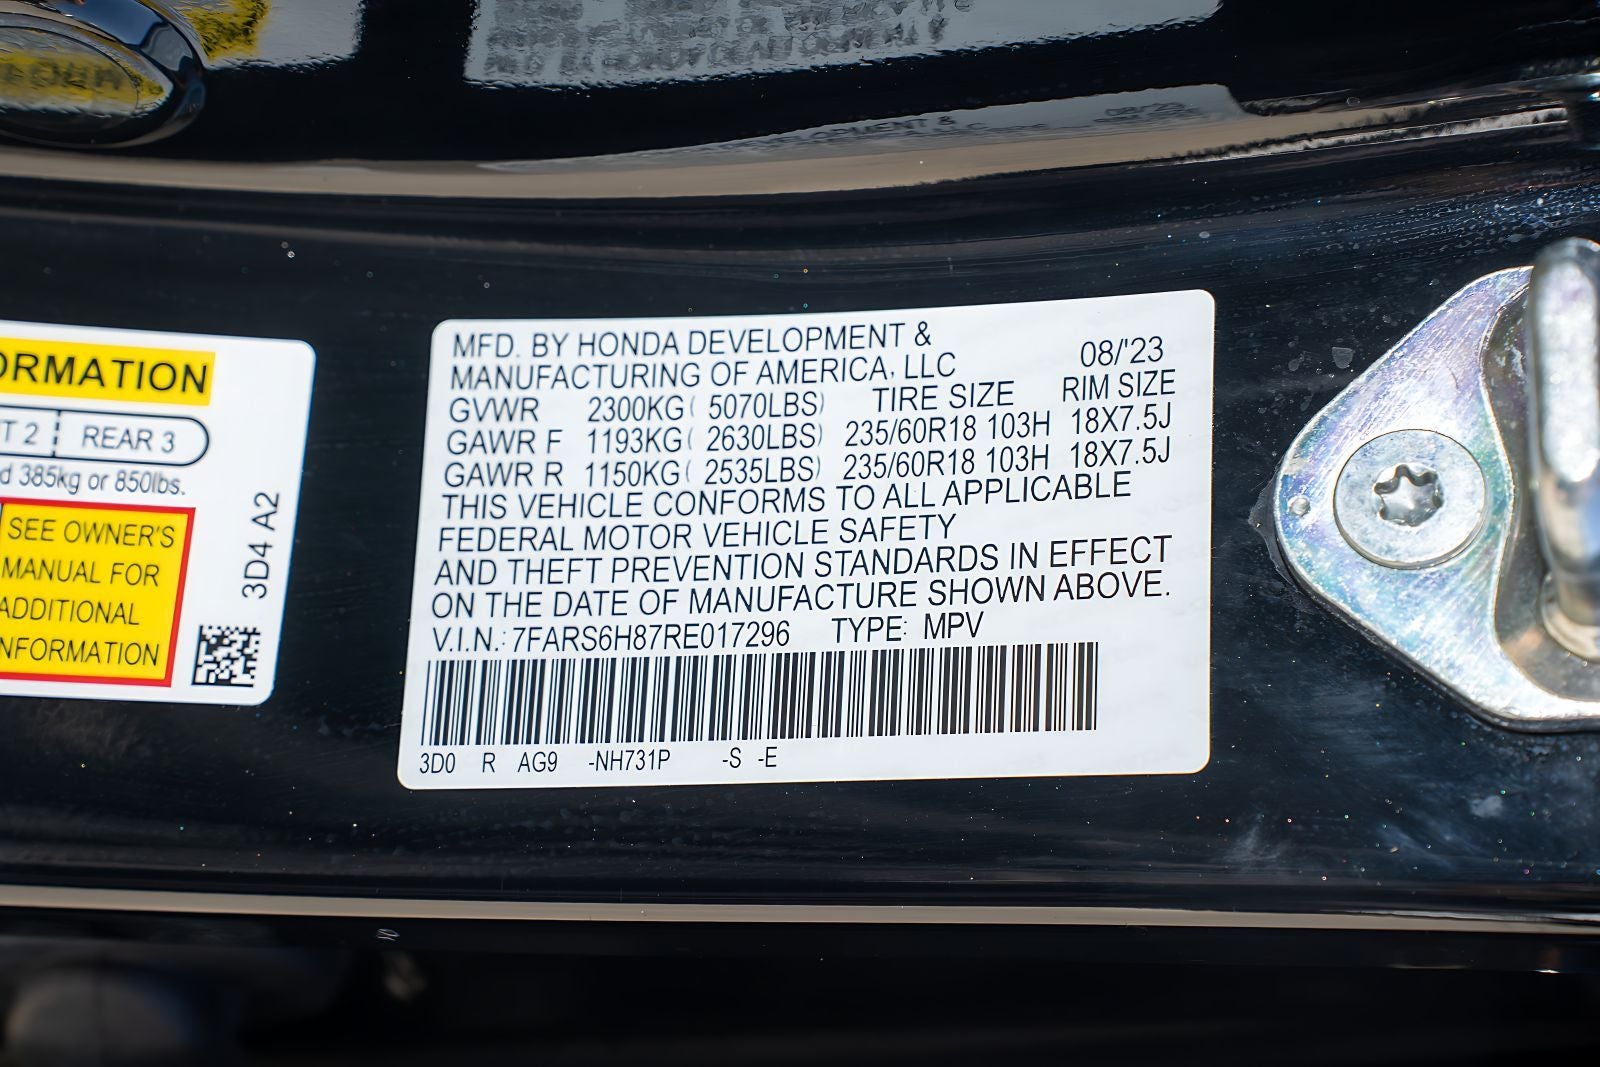 ORMATION
T 2 REAR 3
d 385kg or 850lbs.
SEE OWNER'S
MANUAL FOR
ADDITIONAL
NFORMATION
3D4 A2
MFD. BY HONDA DEVELOPMENT &
MANUFACTURING OF AMERICA, LLC 08/'23
GVWR 2300KG( 5070LBS) TIRE SIZE RIM SIZE
GAWR F 1193KG( 2630LBS) 235/60R18 103H 18X7.5J
GAWR R 1150KG( 2535LBS) 235/60R18 103H 18X7.5J
THIS VEHICLE CONFORMS TO ALL APPLICABLE
FEDERAL MOTOR VEHICLE SAFETY
AND THEFT PREVENTION STANDARDS IN EFFECT
ON THE DATE OF MANUFACTURE SHOWN ABOVE.
V.I.N.: 7FARS6H87RE017296 TYPE: MPV
3D0 R AG9 -NH731P -S -E